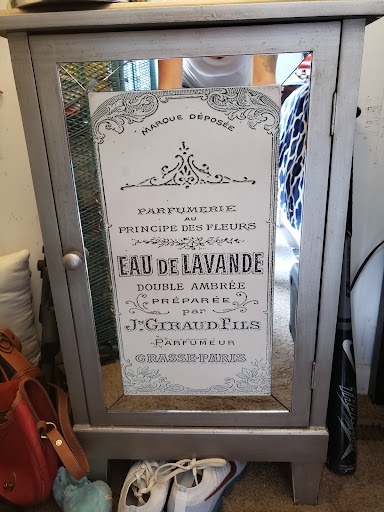 MARQUE DÉPOSÉE
PARFUMERIE
AU
PRINCIPE DES FLEURS
EAU DE LAVANDE
DOUBLE AMBRÉE
PRÉPARÉE
par
Jh. GIRAUD FILS
PARFUMEUR
GRASSE-PARIS